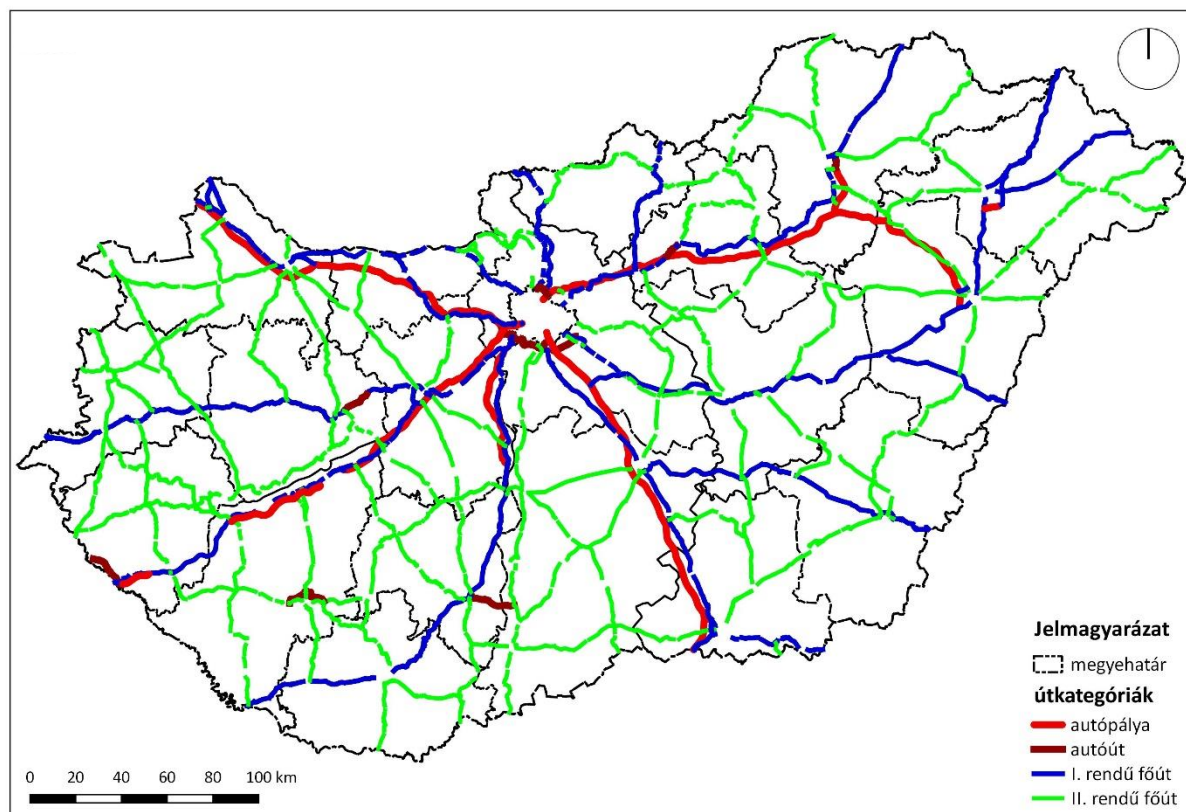 Jelmagyarázat
megyehatár
útkategóriák
autópálya
autóút
I. rendű főút
II. rendű főút
0 20 40 60 80 100 km